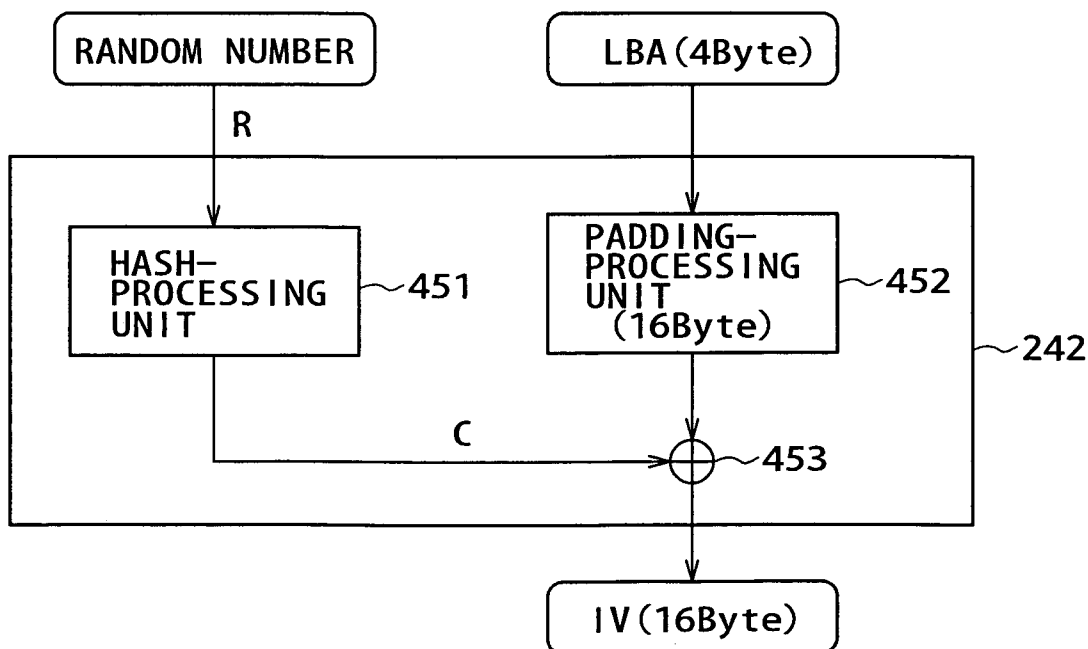 RANDOM NUMBER
LBA(4Byte)
R
HASH-
PROCESSING
UNIT
451
PADDING-
PROCESSING
UNIT
(16Byte)
452
242
C
453
IV(16Byte)